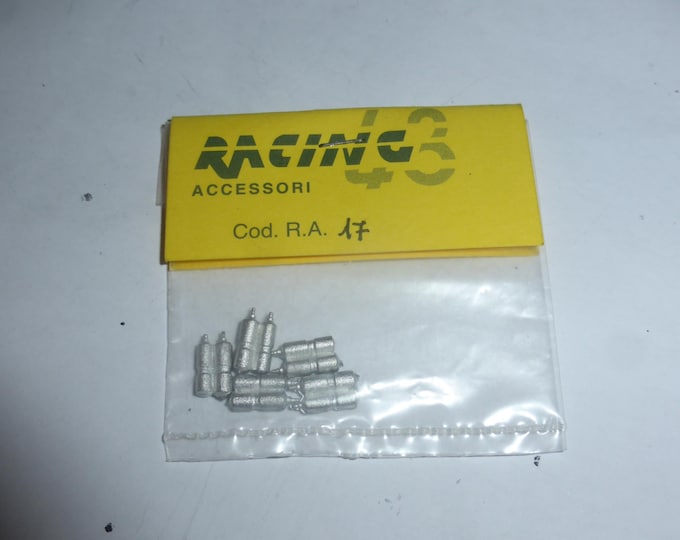 RACING 43
ACCESSORI
Cod. R.A. 17